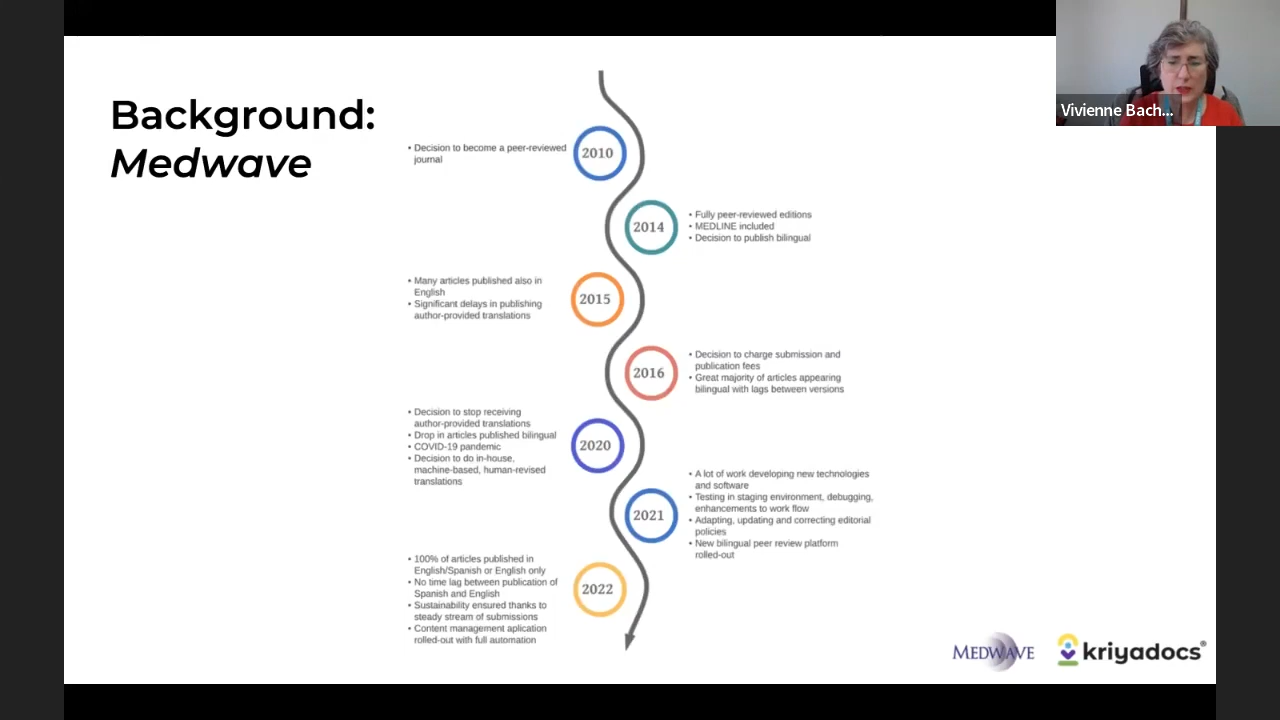 Background:
Medwave
• Decision to become a peer-reviewed
journal
2010
2014
• Fully peer-reviewed editions
• MEDLINE included
• Decision to publish bilingual
• Many articles published also in
English
• Significant delays in publishing
author-provided translations
2015
2016
• Decision to charge submission and
publication fees
• Great majority of articles appearing
bilingual with lags between versions
• Decision to stop receiving
author-provided translations
• Drop in articles published bilingual
• COVID-19 pandemic
• Decision to do in-house,
machine-based, human-revised
translations
2020
2021
• A lot of work developing new technologies
and software
• Testing in staging environment, debugging,
enhancements to work flow
• Adapting, updating and correcting editorial
policies
• New bilingual peer review platform
rolled-out
• 100% of articles published in
English/Spanish or English only
• No time lag between publication of
Spanish and English
• Sustainability ensured thanks to
steady stream of submissions
• Content management aplication
rolled-out with full automation
2022
MEDWAVE
kriyadocs®
Vivienne Bach...